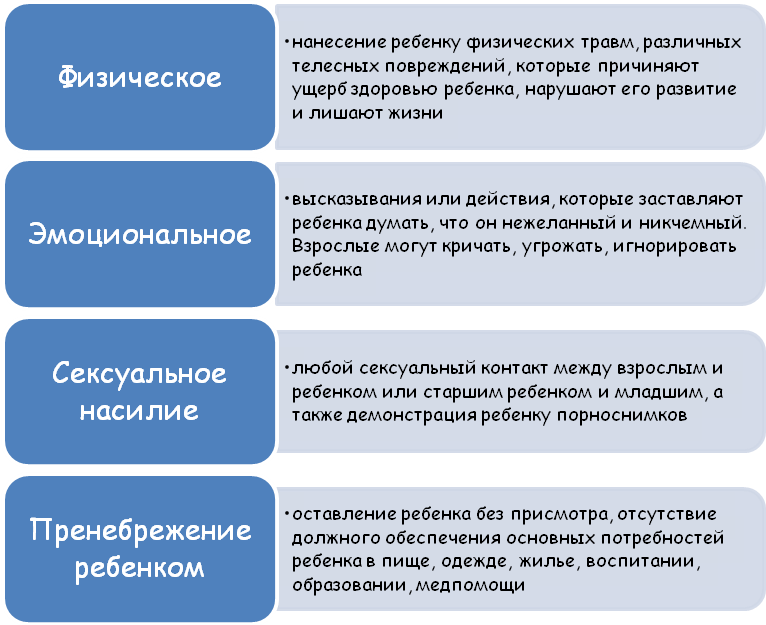 Физическое
•нанесение ребенку физических травм, различных
телесных повреждений, которые причиняют
ущерб здоровью ребенка, нарушают его развитие
и лишают жизни
Эмоциональное
•высказывания или действия, которые заставляют
ребенка думать, что он нежеланный и никчемный.
Взрослые могут кричать, угрожать, игнорировать
ребенка
Сексуальное
насилие
•любой сексуальный контакт между взрослым и
ребенком или старшим ребенком и младшим, а
также демонстрация ребенку порноснимков
Пренебрежение
ребенком
•оставление ребенка без присмотра, отсутствие
должного обеспечения основных потребностей
ребенка в пище, одежде, жилье, воспитании,
образовании, медпомощи